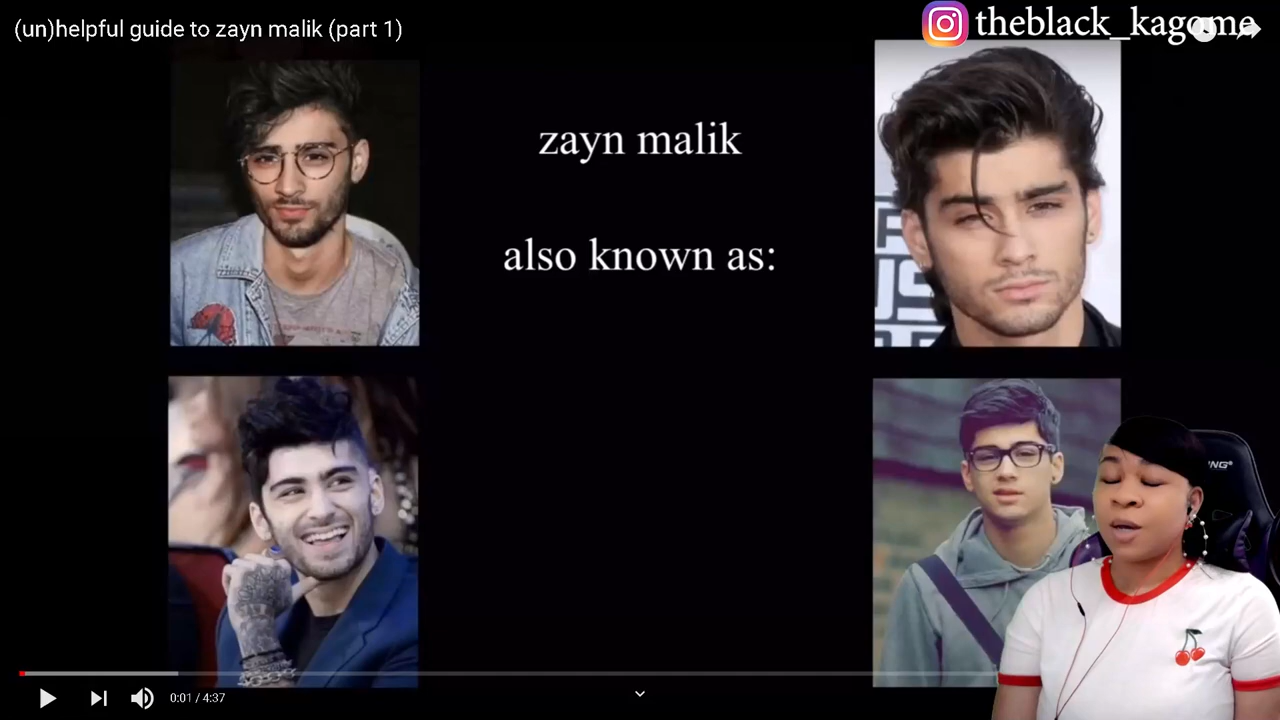 (un)helpful guide to zayn malik (part 1)
theblack_kagome
zayn malik
also known as:
0:01 / 4:37